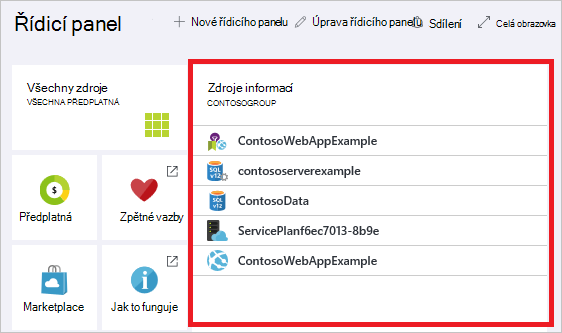 Řídicí panel
Nové řídicího panelu
Úprava řídicího panelu
Sdílení
Celá obrazovka
Všechny zdroje
VŠECHNA PŘEDPLATNÁ
Zdroje informací
CONTOSOGROUP
ContosoWebAppExample
SQL
v12
contososerverexample
SQL
v12
ContosoData
ServicePlanf6ec7013-8b9e
ContosoWebAppExample
$
Předplatná
Zpětné vazby
Marketplace
Jak to funguje